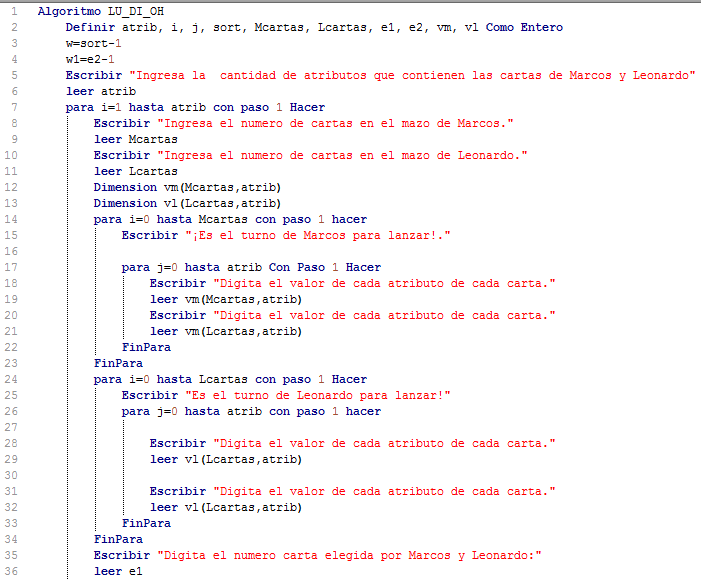 1 Algoritmo LU_DI_OH
2 Definir atrib, i, j, sort, Mcartas, Lcartas, e1, e2, vm, vl Como Entero
3 w=sort-1
4 w1=e2-1
5 Escribir "Ingresa la  cantidad de atributos que contienen las cartas de Marcos y Leonardo"
6 leer atrib
7 para i=1 hasta atrib con paso 1 Hacer
8 Escribir "Ingresa el numero de cartas en el mazo de Marcos."
9 leer Mcartas
10 Escribir "Ingresa el numero de cartas en el mazo de Leonardo."
11 leer Lcartas
12 Dimension vm(Mcartas,atrib)
13 Dimension vl(Lcartas,atrib)
14 para i=0 hasta Mcartas con paso 1 hacer
15 Escribir "¡Es el turno de Marcos para lanzar!."
16
17 para j=0 hasta atrib Con Paso 1 Hacer
18 Escribir "Digita el valor de cada atributo de cada carta."
19 leer vm(Mcartas,atrib)
20 Escribir "Digita el valor de cada atributo de cada carta."
21 leer vm(Lcartas,atrib)
22 FinPara
23 FinPara
24 para i=0 hasta Lcartas con paso 1 Hacer
25 Escribir "Es el turno de Leonardo para lanzar!"
26 para j=0 hasta atrib con paso 1 hacer
27
28 Escribir "Digita el valor de cada atributo de cada carta."
29 leer vl(Lcartas,atrib)
30
31 Escribir "Digita el valor de cada atributo de cada carta."
32 leer vl(Lcartas,atrib)
33 FinPara
34 FinPara
35 Escribir "Digita el numero carta elegida por Marcos y Leonardo:"
36 leer e1